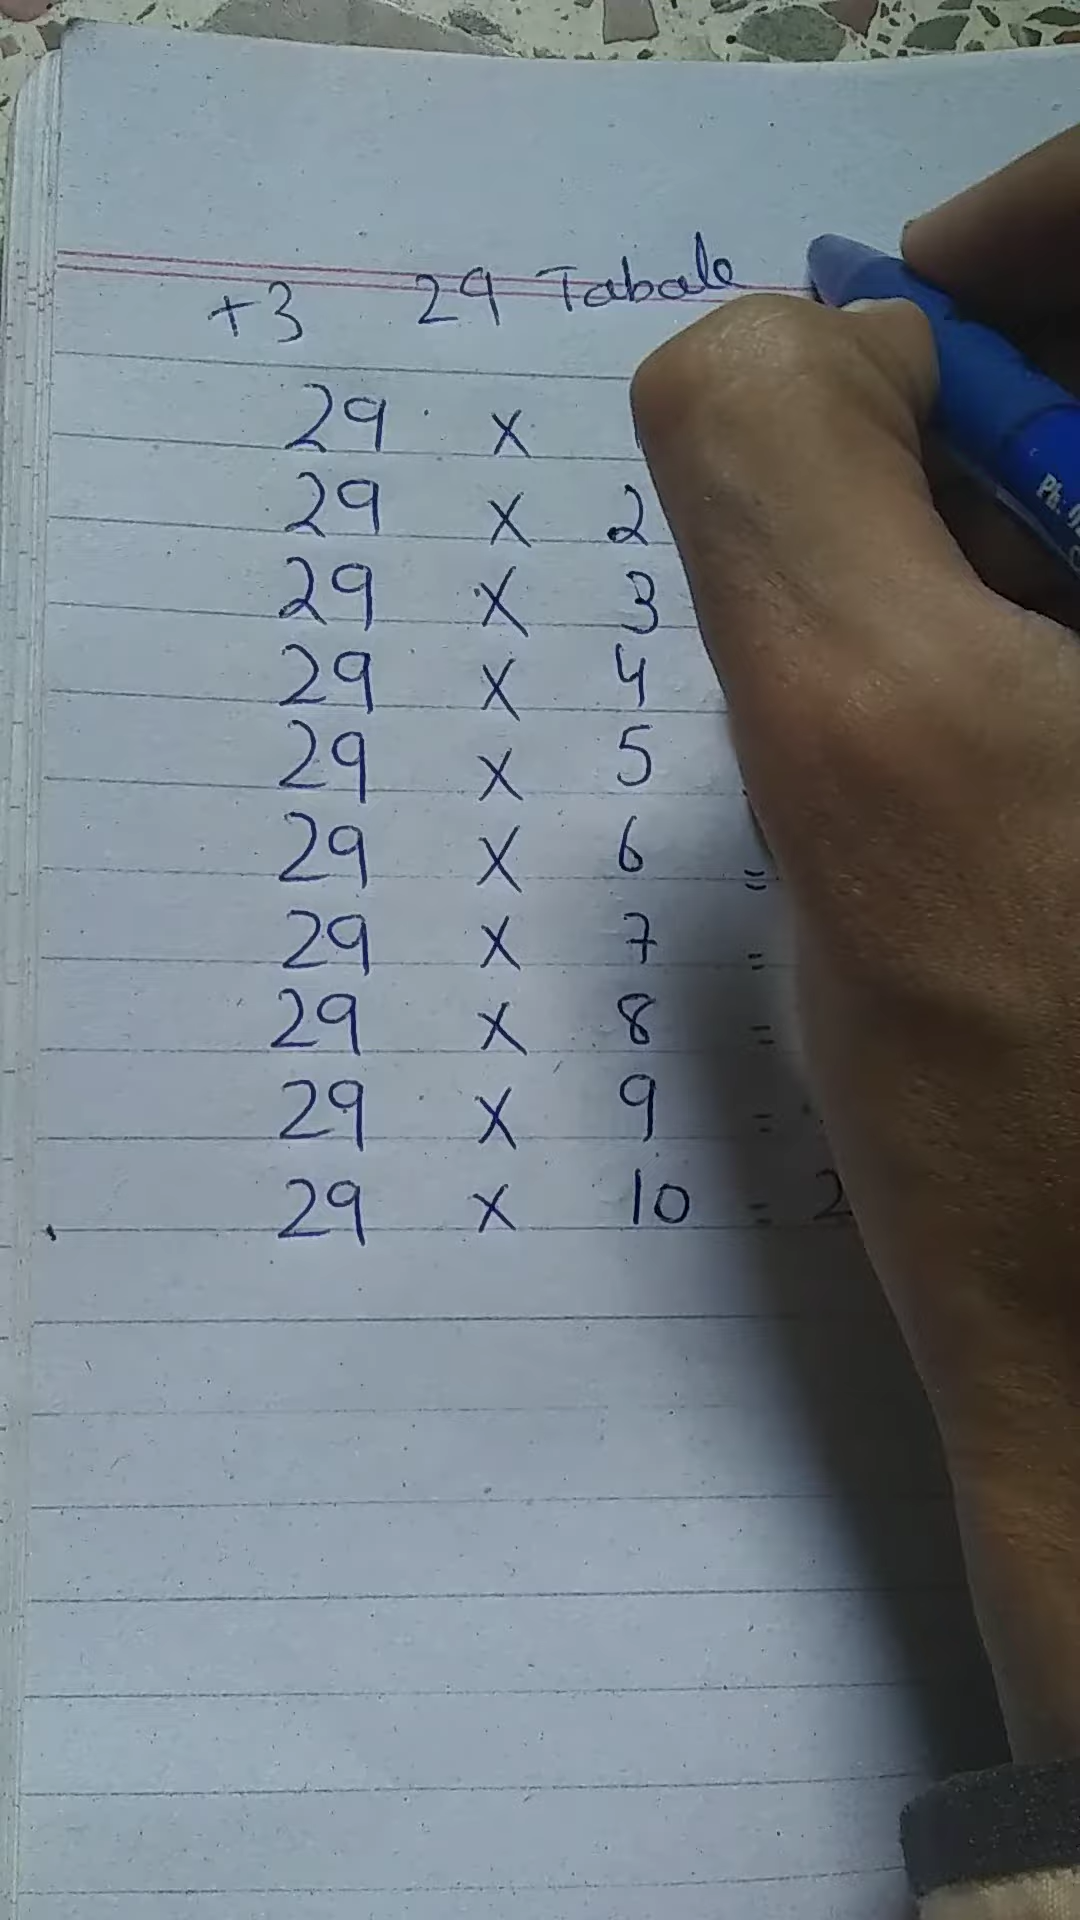 +3 29 Tabale
29 x
29 x 2
29 x 3
29 x 4
29 x 5
29 x 6 =
29 x 7 =
29 x 8 =
29 x 9 =
29 x 10 = 2
Ph: